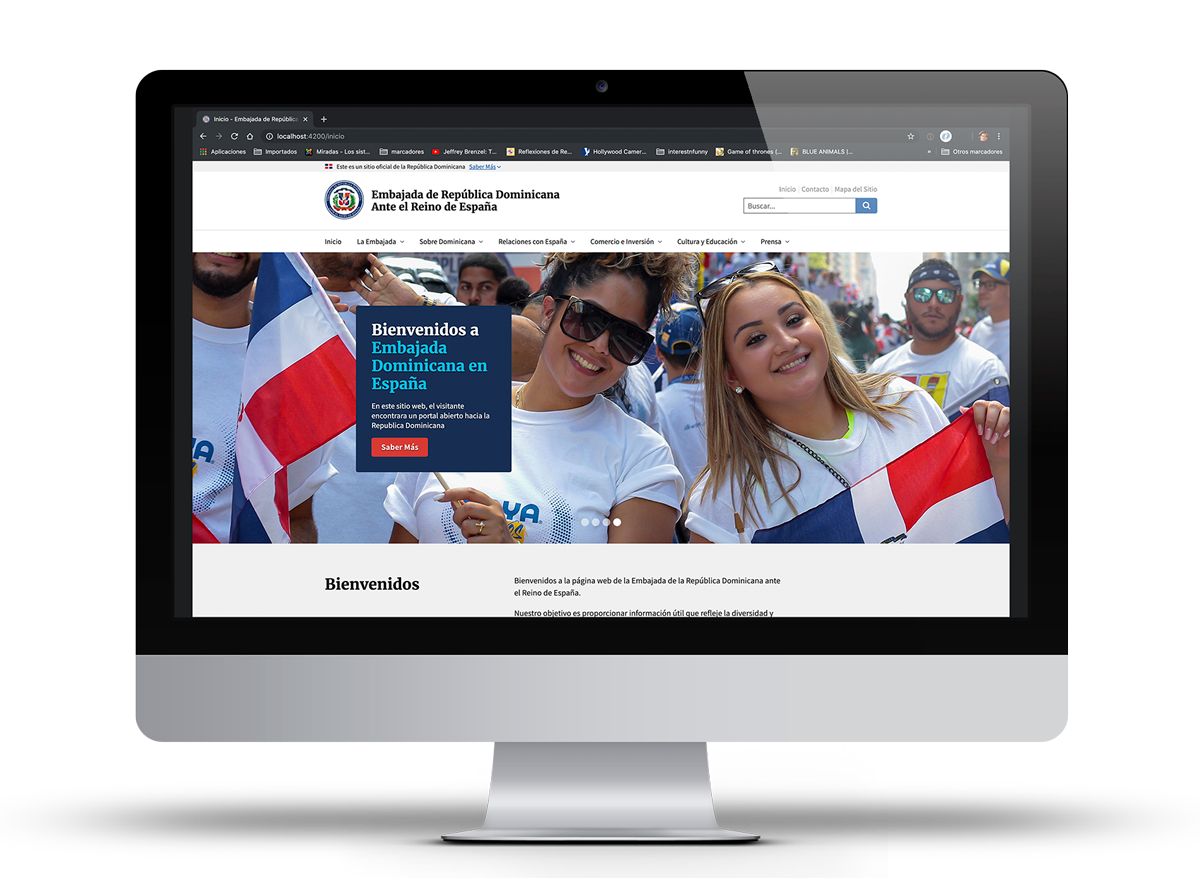 Inicio - Embajada de República
localhost:4200/inicio
Aplicaciones Importados Miradas - Los sist... marcadores Jeffrey Brenzel: T... Reflexiones de Re... Hollywood Camer... interestnfunny Game of thrones (... BLUE ANIMALS (... » Otros marcadores
Este es un sitio oficial de la República Dominicana Saber Más
Inicio | Contacto | Mapa del Sitio
Embajada de República Dominicana
Ante el Reino de España
Buscar...
Inicio La Embajada Sobre Dominicana Relaciones con España Comercio e Inversión Cultura y Educación Prensa
Bienvenidos a
Embajada
Dominicana en
España
En este sitio web, el visitante
encontrara un portal abierto hacia la
Republica Dominicana
Saber Más
YA
Bienvenidos
Bienvenidos a la página web de la Embajada de la República Dominicana ante
el Reino de España.
Nuestro objetivo es proporcionar información útil que refleje la diversidad y